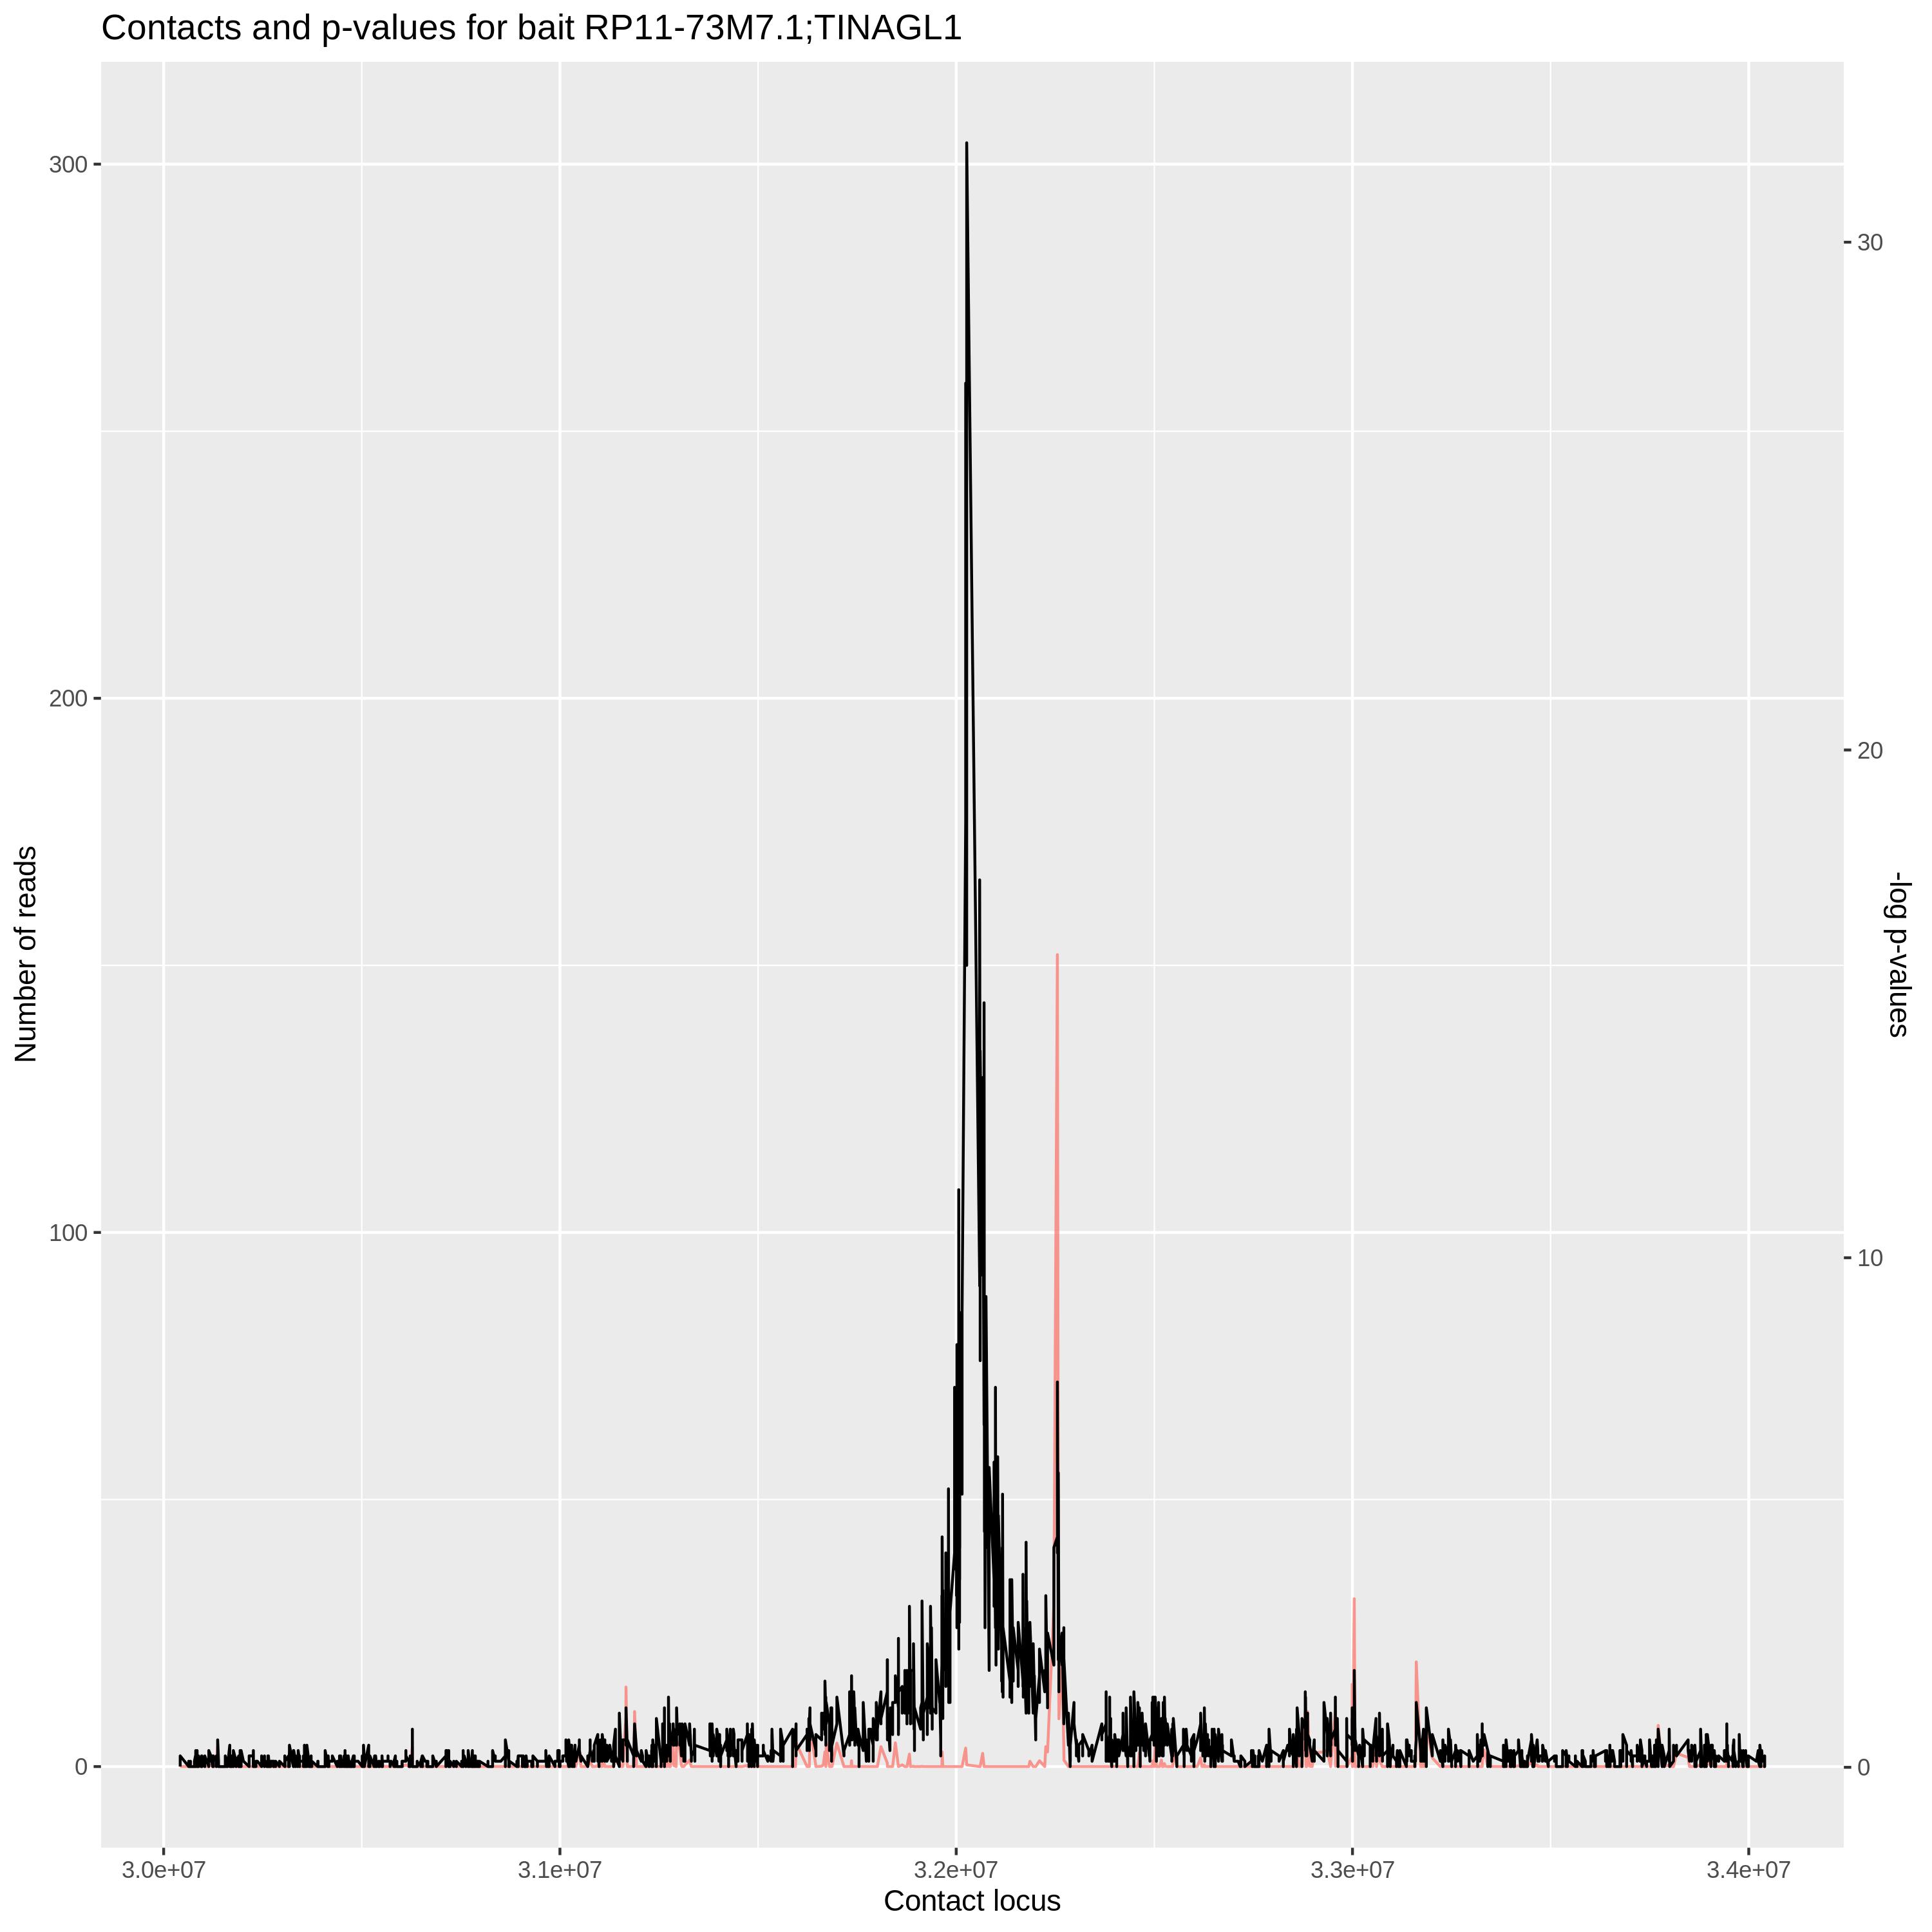 Contacts and p-values for bait RP11-73M7.1;TINAGL1
300
200
100
0
Number of reads
30
20
10
0
-log p-values
3.0e+07
3.1e+07
3.2e+07
3.3e+07
3.4e+07
Contact locus